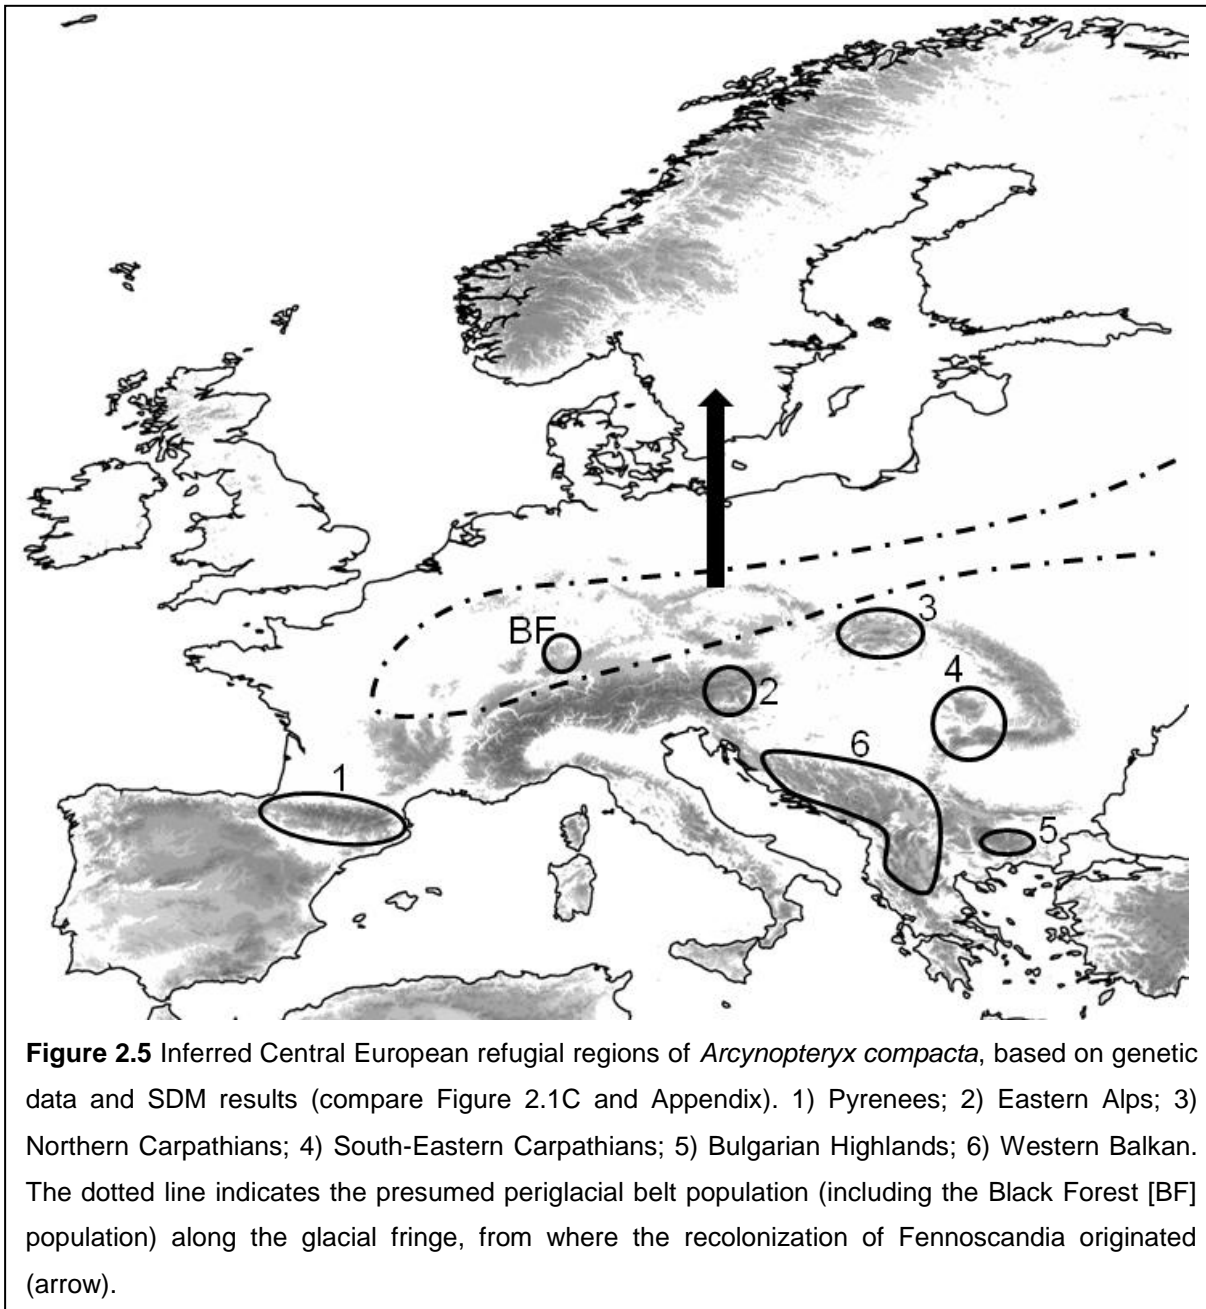 BF
3
4
2
6
1
5
Figure 2.5 Inferred Central European refugial regions of Arcynopteryx compacta, based on genetic
data and SDM results (compare Figure 2.1C and Appendix). 1) Pyrenees; 2) Eastern Alps; 3)
Northern Carpathians; 4) South-Eastern Carpathians; 5) Bulgarian Highlands; 6) Western Balkan.
The dotted line indicates the presumed periglacial belt population (including the Black Forest [BF]
population) along the glacial fringe, from where the recolonization of Fennoscandia originated
(arrow).